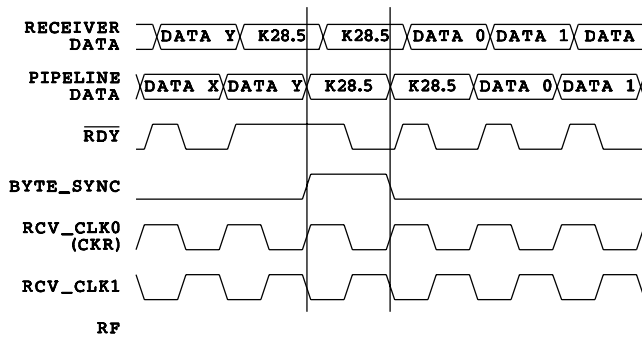 RECEIVER DATA DATA Y K28.5 K28.5 DATA 0 DATA 1 DATA
PIPELINE DATA DATA X DATA Y K28.5 K28.5 DATA 0 DATA 1
RDY
BYTE_SYNC
RCV_CLK0
(CKR)
RCV_CLK1
RF